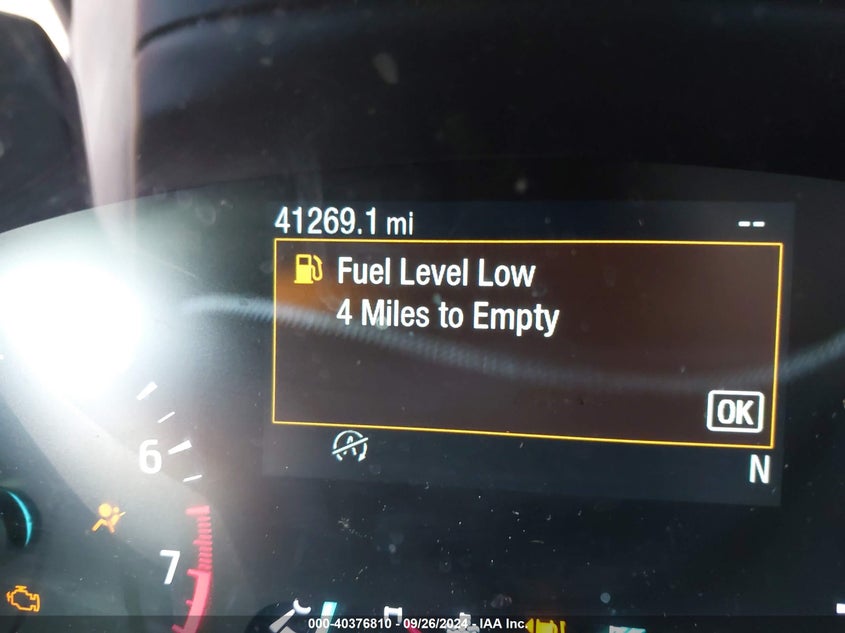 41269.1 mi --
Fuel Level Low
4 Miles to Empty
OK
N
6
7
000-40376810 - 09/26/2024 - IAA Inc.